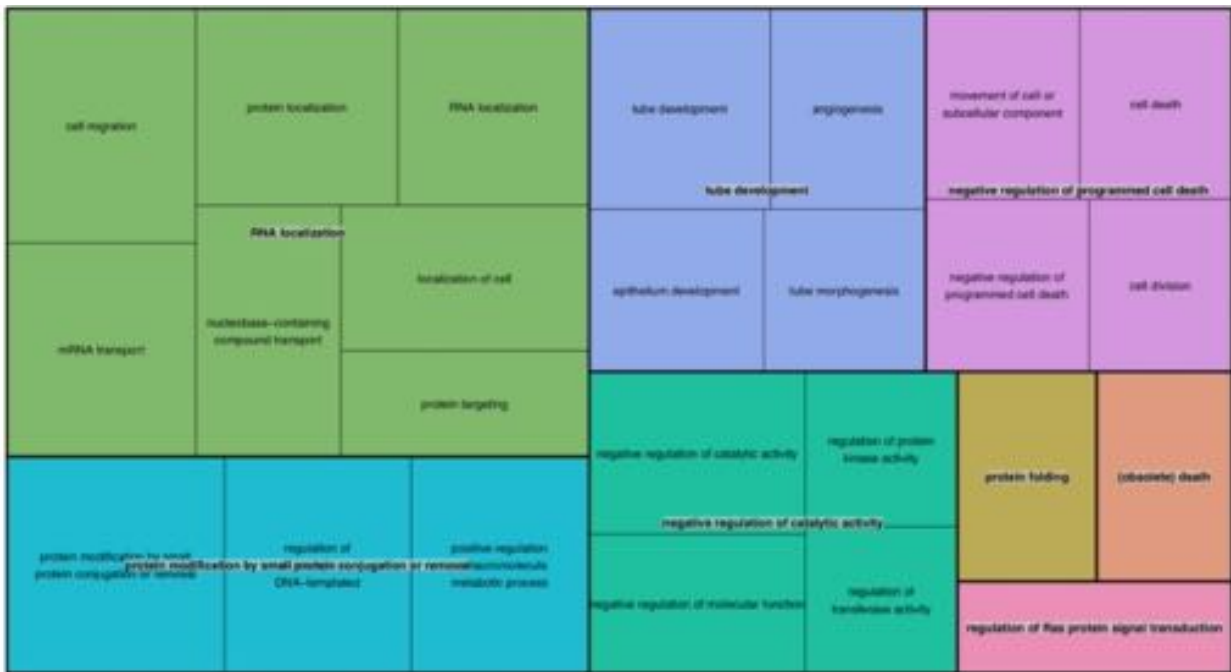 cell migration
protein localization
RNA localization
RNA localization
mRNA transport
nucleobase-containing
compound transport
localization of cell
protein targeting
tube development
angiogenesis
tube development
epithelium development
tube morphogenesis
movement of cell or
subcellular component
cell death
negative regulation of programmed cell death
negative regulation of
programmed cell death
cell division
protein modification by small
protein conjugation or removal
protein modification by small protein conjugation or removal
regulation of
DNA-templated
positive regulation
metabolic process
negative regulation of catalytic activity
regulation of protein
kinase activity
negative regulation of catalytic activity
negative regulation of molecular function
regulation of
transferase activity
protein folding
(obsolete) death
regulation of Ras protein signal transduction